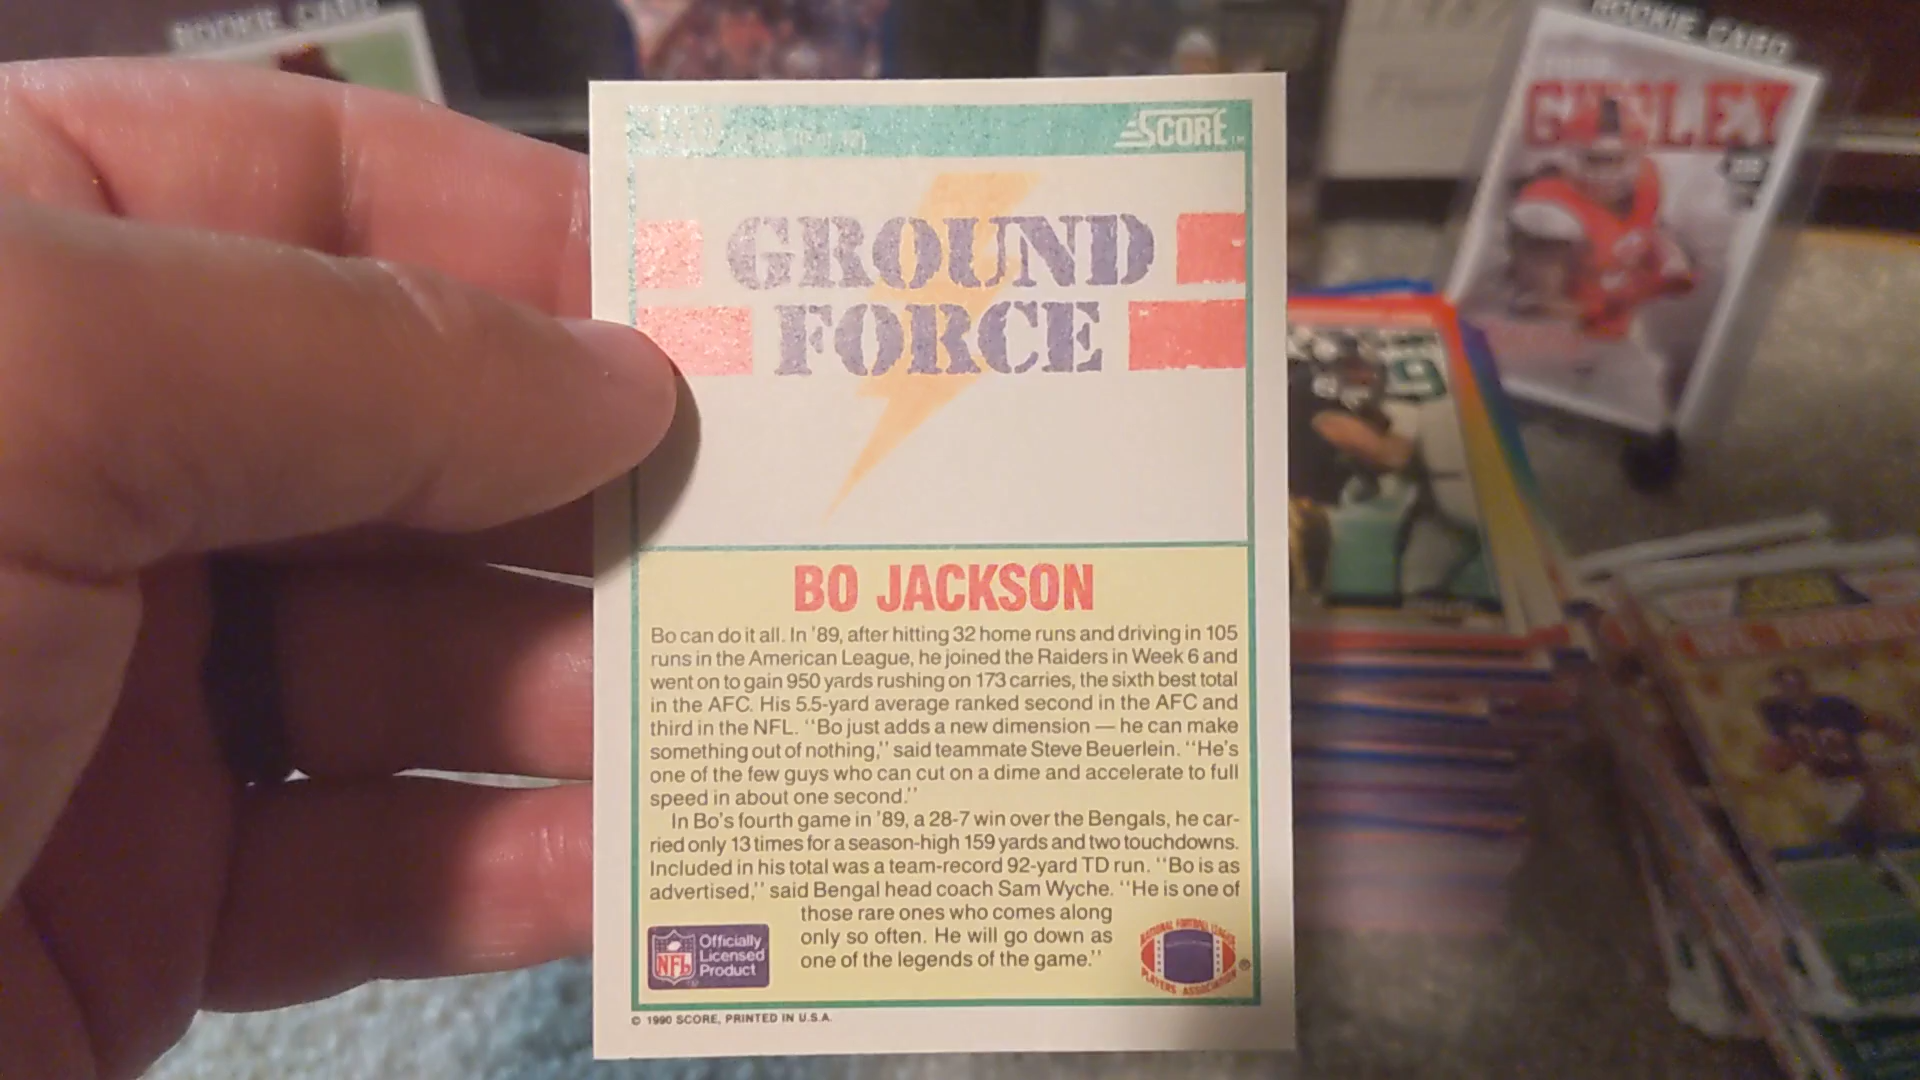 ROOKIE CARD
ROOKIE CARD
GURLEY
SCORE
GROUND
FORCE
BO JACKSON
Bo can do it all. In '89, after hitting 32 home runs and driving in 105
runs in the American League, he joined the Raiders in Week 6 and
went on to gain 950 yards rushing on 173 carries, the sixth best total
in the AFC. His 5.5-yard average ranked second in the AFC and
third in the NFL. ''Bo just adds a new dimension — he can make
something out of nothing,'' said teammate Steve Beuerlein. ''He's
one of the few guys who can cut on a dime and accelerate to full
speed in about one second.''
In Bo's fourth game in '89, a 28-7 win over the Bengals, he car-
ried only 13 times for a season-high 159 yards and two touchdowns.
Included in his total was a team-record 92-yard TD run. ''Bo is as
advertised,'' said Bengal head coach Sam Wyche. ''He is one of
those rare ones who comes along
only so often. He will go down as
one of the legends of the game.''
NFL
Officially
Licensed
Product
NATIONAL FOOTBALL LEAGUE
PLAYERS ASSOCIATION
®
© 1990 SCORE, PRINTED IN U.S.A.
SCORE